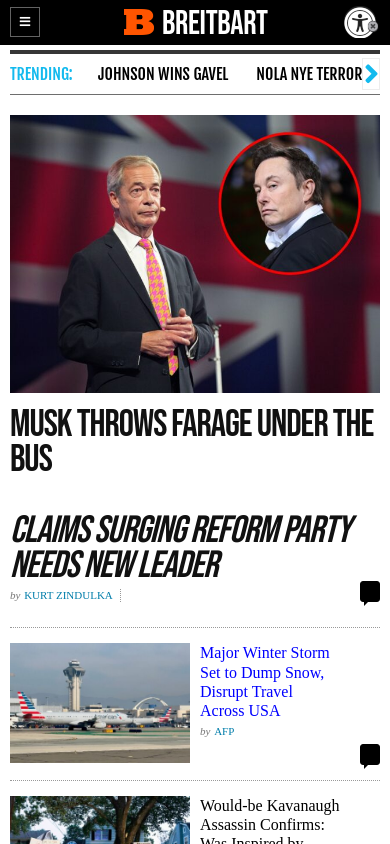 BREITBART
TRENDING:
JOHNSON WINS GAVEL
NOLA NYE TERROR
MUSK THROWS FARAGE UNDER THE
BUS
CLAIMS SURGING REFORM PARTY
NEEDS NEW LEADER
by KURT ZINDULKA
Major Winter Storm
Set to Dump Snow,
Disrupt Travel
Across USA
by AFP
Would-be Kavanaugh
Assassin Confirms:
Was Inspired by